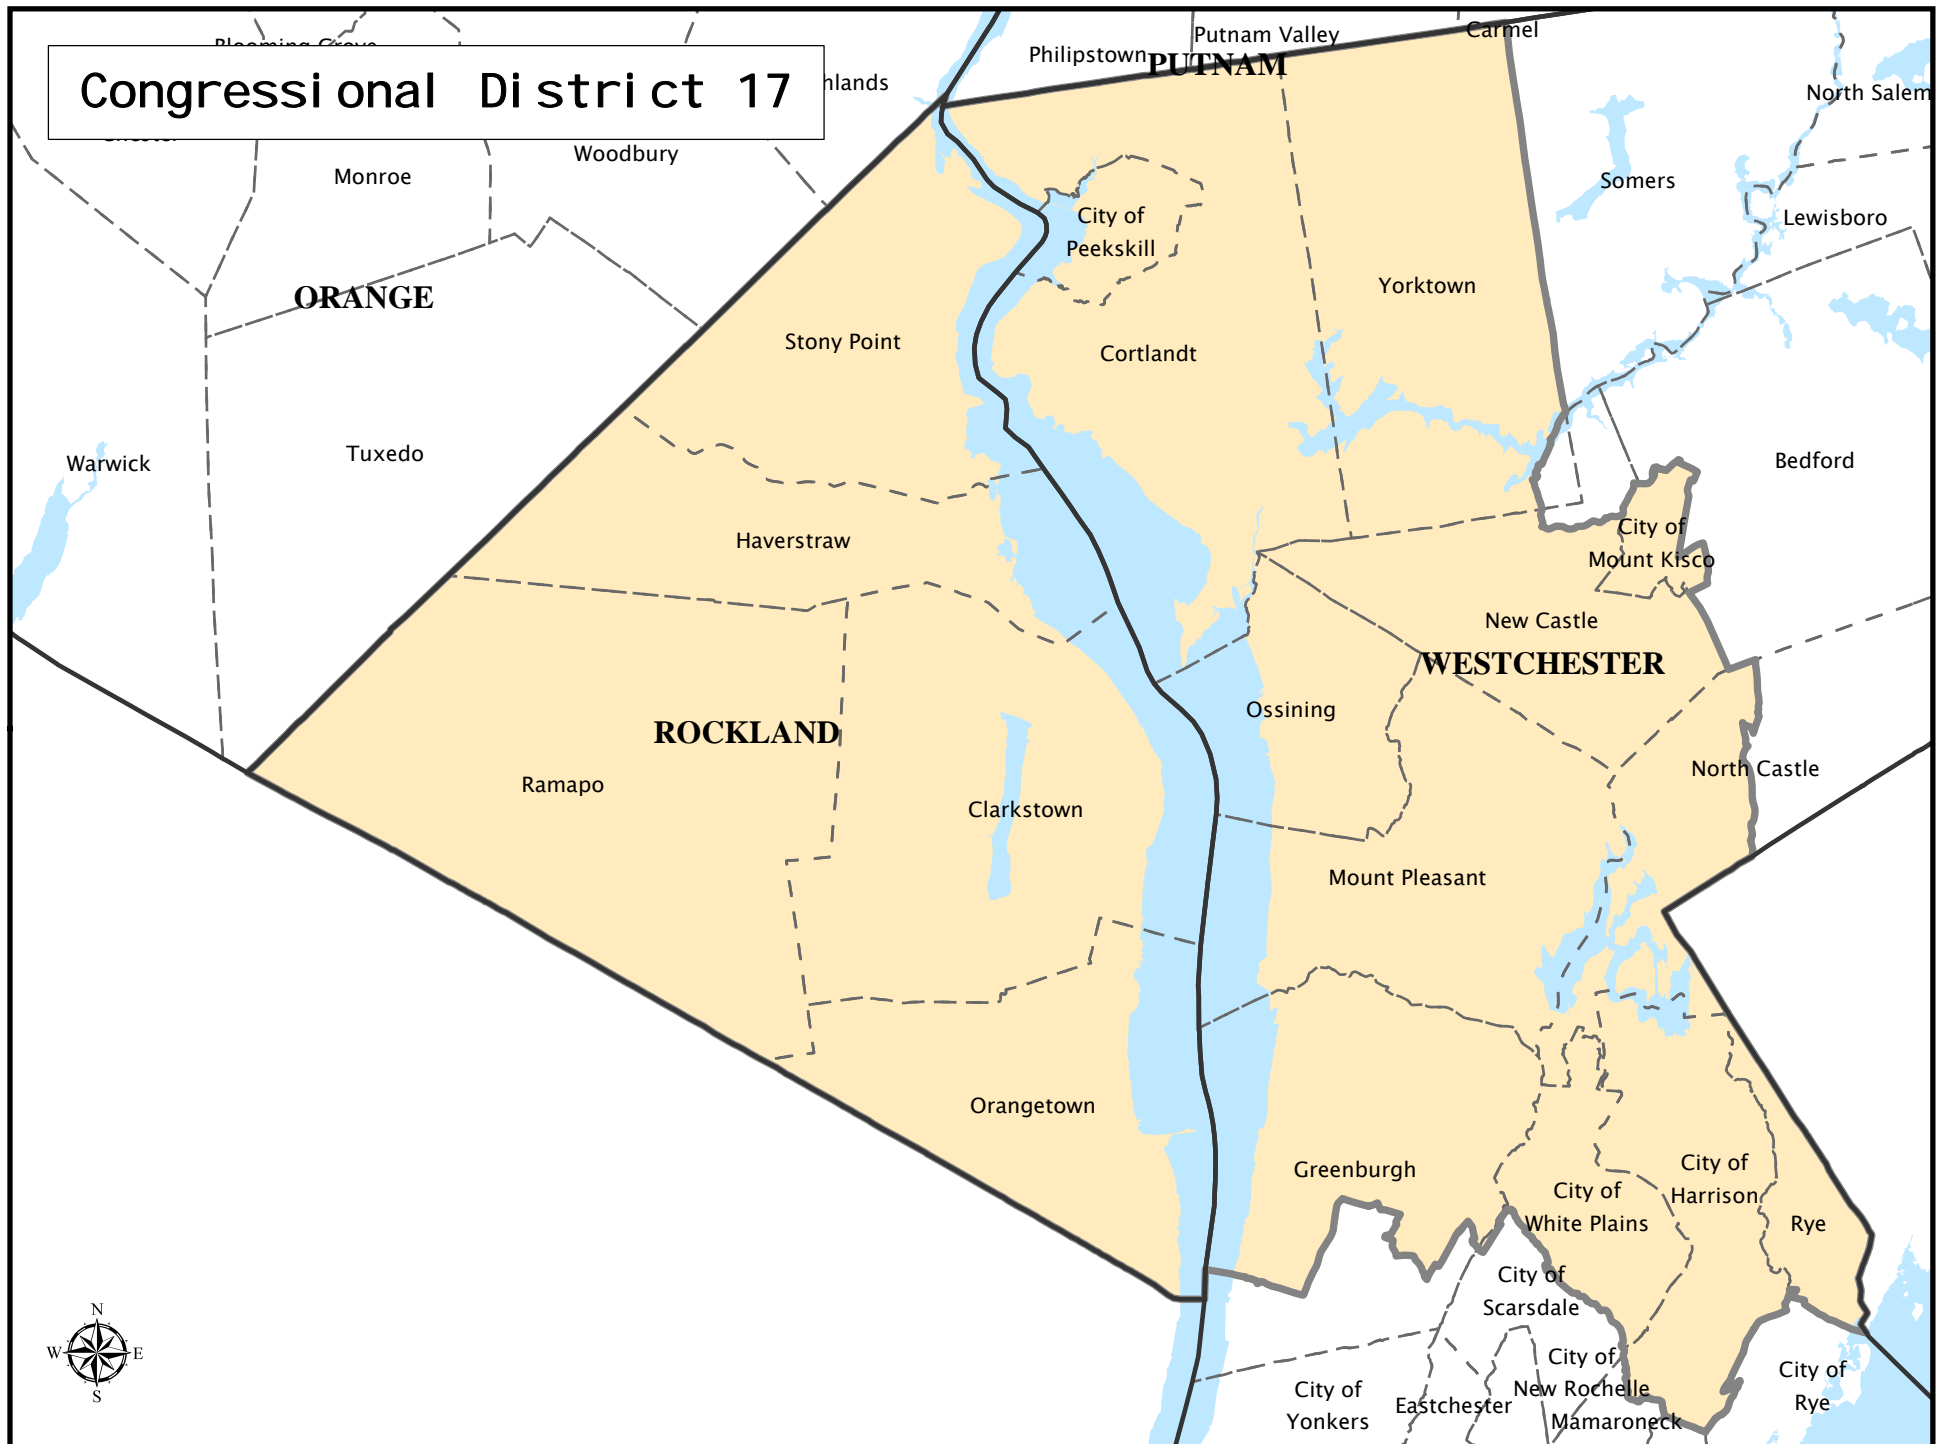 Congressional District 17
hlands
Philipstown
Putnam Valley
Carmel
PUTNAM
North Salem
Woodbury
Monroe
Somers
Lewisboro
City of
Peekskill
ORANGE
Yorktown
Stony Point
Cortlandt
Warwick
Tuxedo
Bedford
Haverstraw
City of
Mount Kisco
New Castle
WESTCHESTER
Ossining
ROCKLAND
North Castle
Ramapo
Clarkstown
Mount Pleasant
Orangetown
Greenburgh
City of
White Plains
City of
Harrison
Rye
City of
Scarsdale
City of
New Rochelle
Mamaroneck
City of
Rye
City of
Yonkers
Eastchester
N
W
E
S